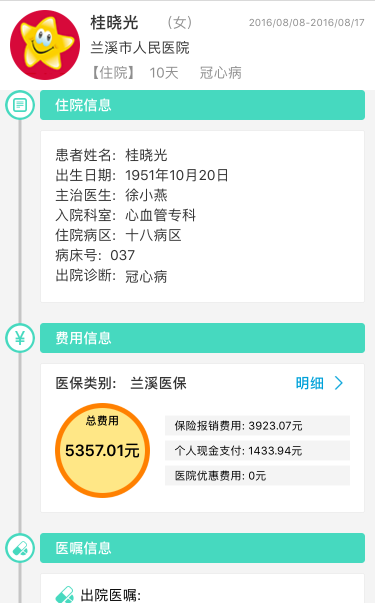 桂晓光 （女） 2016/08/08-2016/08/17
兰溪市人民医院
【住院】 10天 冠心病
住院信息
患者姓名: 桂晓光
出生日期: 1951年10月20日
主治医生: 徐小燕
入院科室: 心血管专科
住院病区: 十八病区
病床号: 037
出院诊断: 冠心病
¥ 费用信息
医保类别: 兰溪医保 明细
总费用
5357.01元
保险报销费用: 3923.07元
个人现金支付: 1433.94元
医院优惠费用: 0元
医嘱信息
出院医嘱: